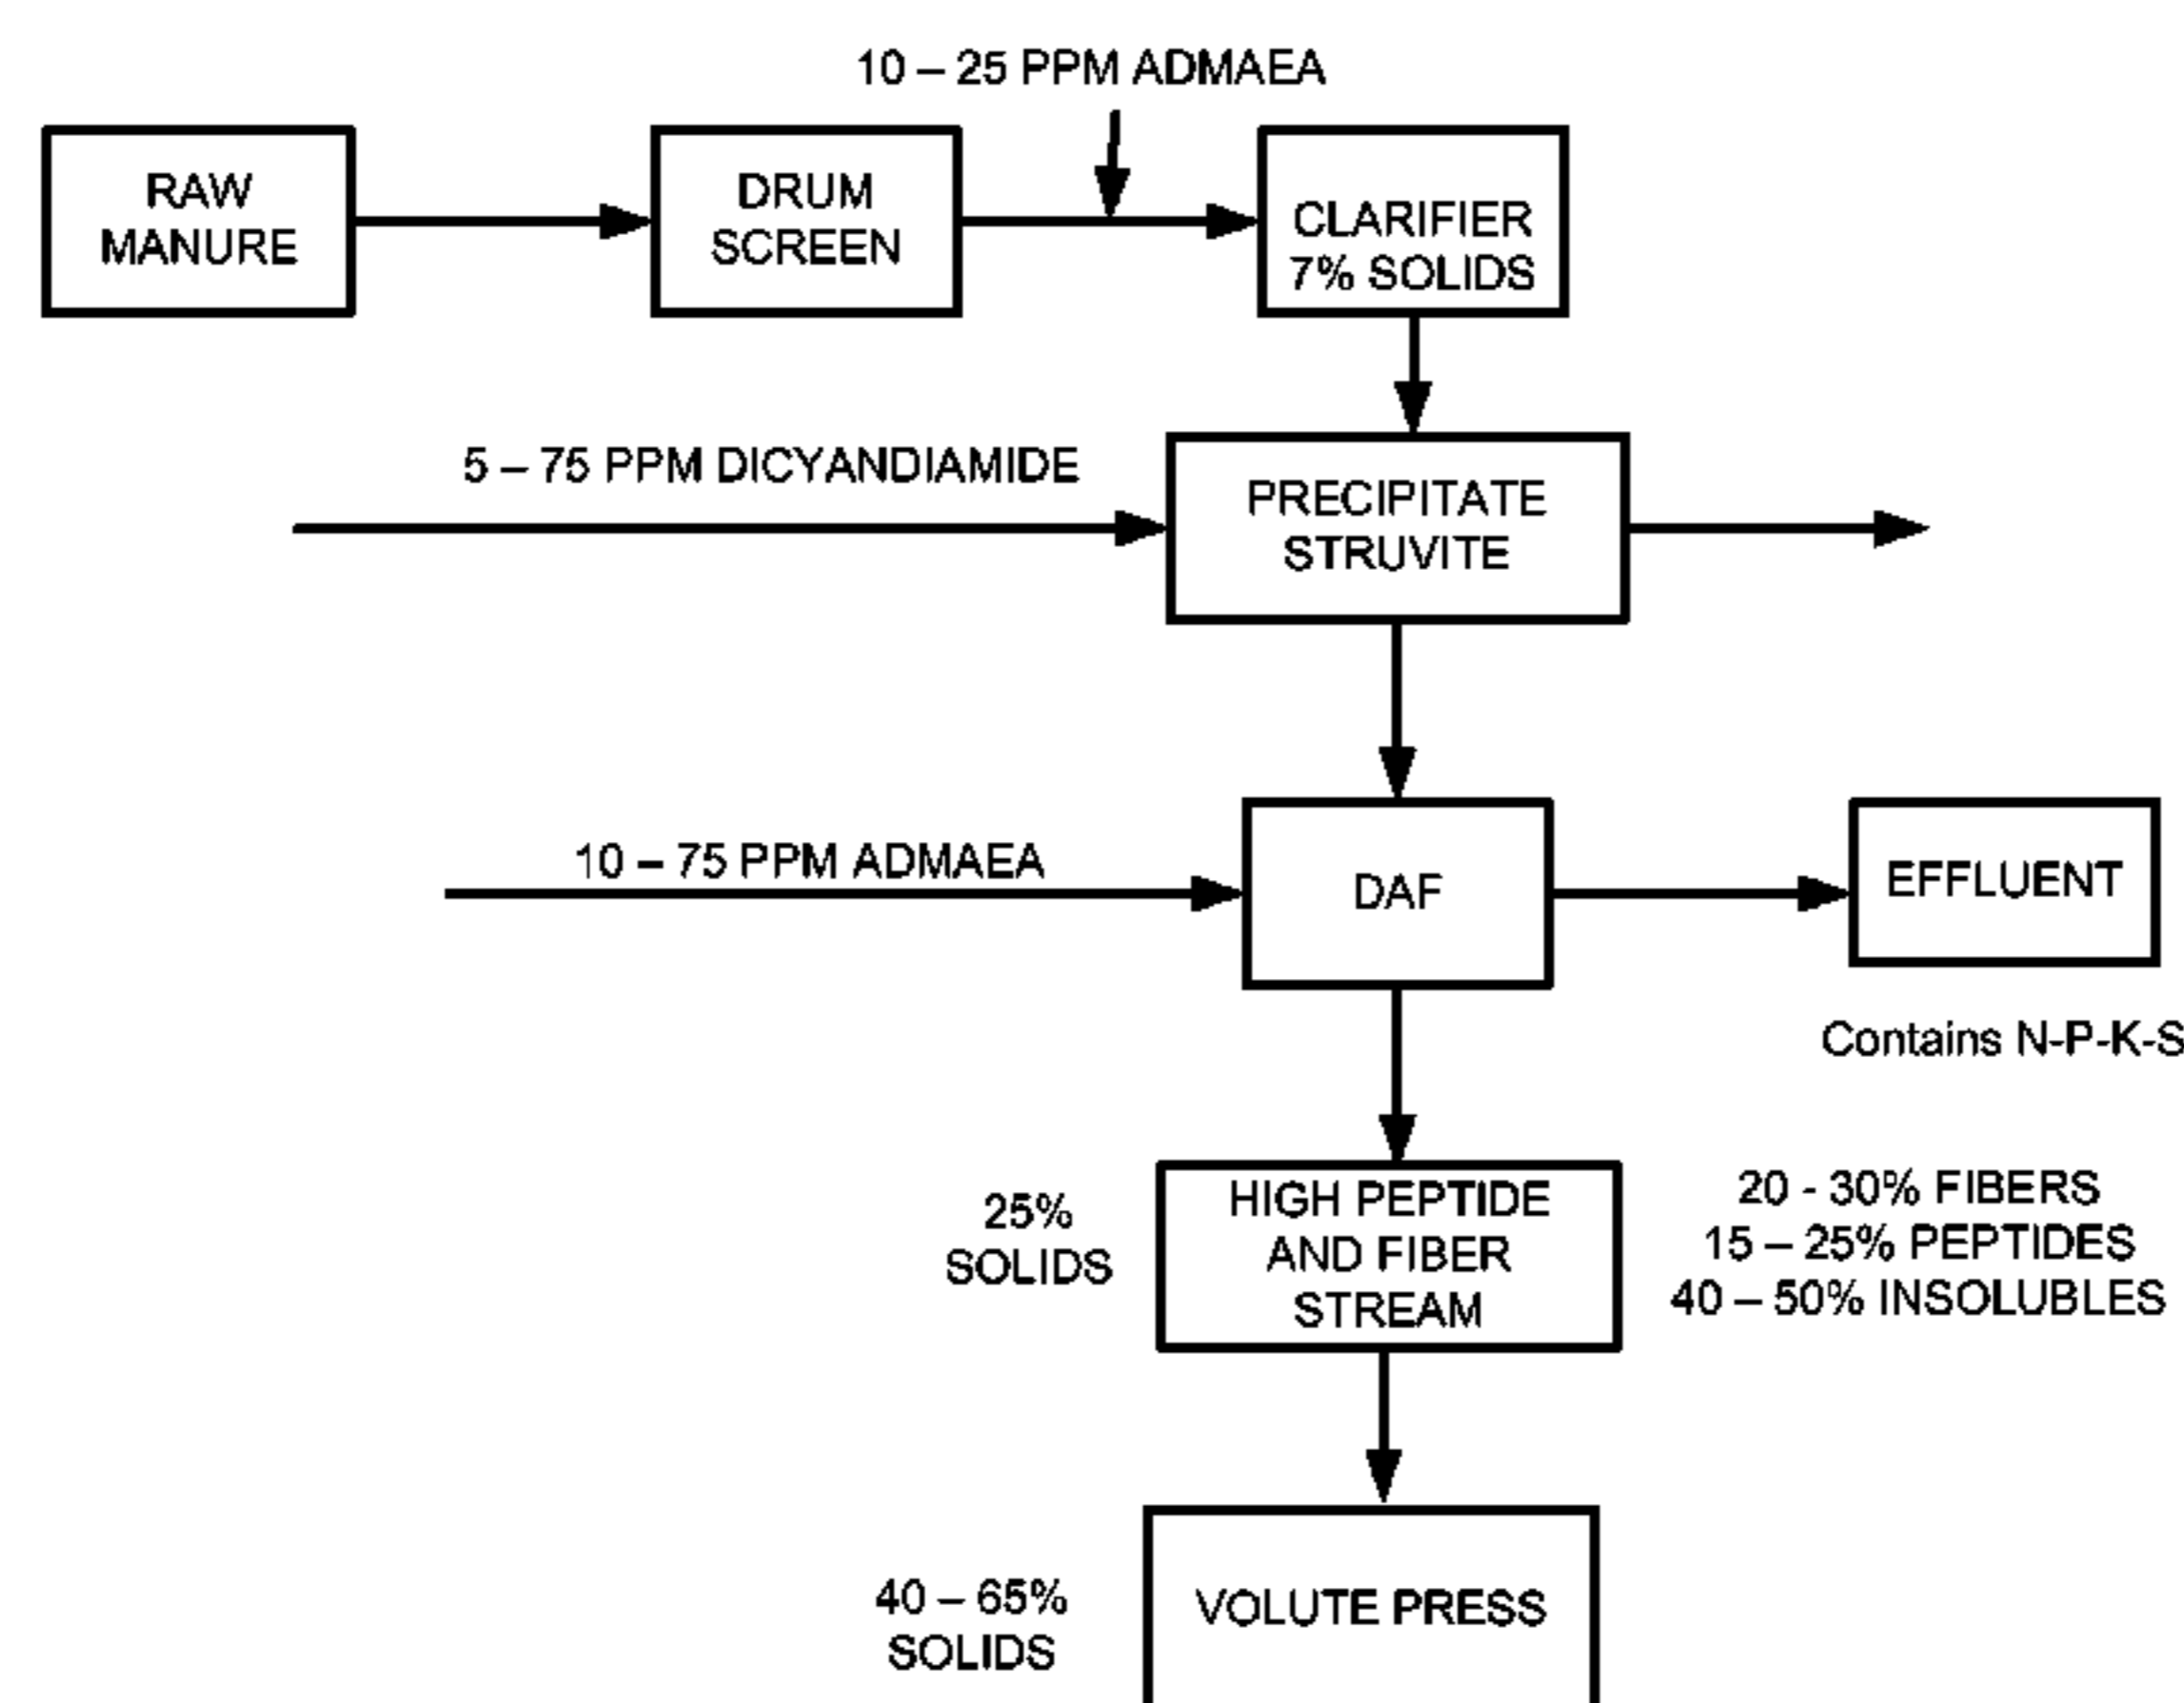 10 – 25 PPM ADMAEA
RAW
MANURE
DRUM
SCREEN
CLARIFIER
7% SOLIDS
5 – 75 PPM DICYANDIAMIDE
PRECIPITATE
STRUVITE
10 – 75 PPM ADMAEA
DAF
EFFLUENT
Contains N-P-K-S
25%
SOLIDS
HIGH PEPTIDE
AND FIBER
STREAM
20 - 30% FIBERS
15 – 25% PEPTIDES
40 – 50% INSOLUBLES
40 – 65%
SOLIDS
VOLUTE PRESS